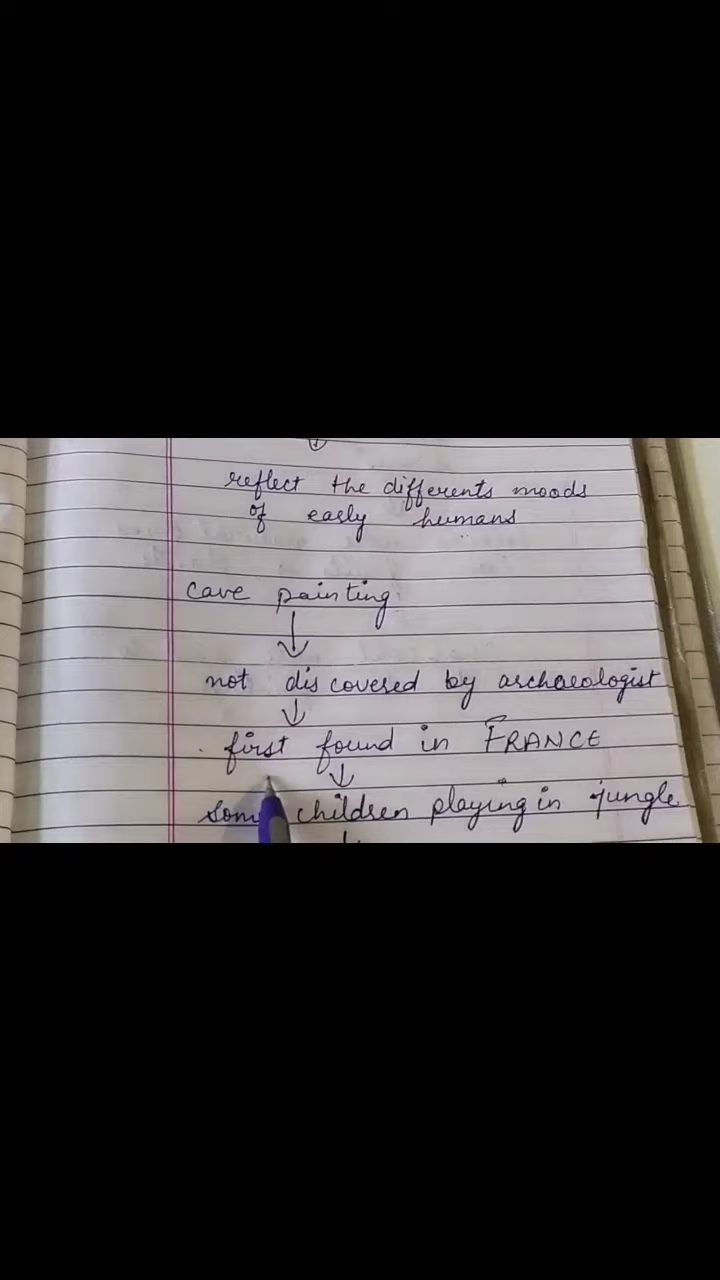 reflect the differents moods
of early humans
cave painting
not discovered by archaeologist
first found in FRANCE
some children playing in jungle